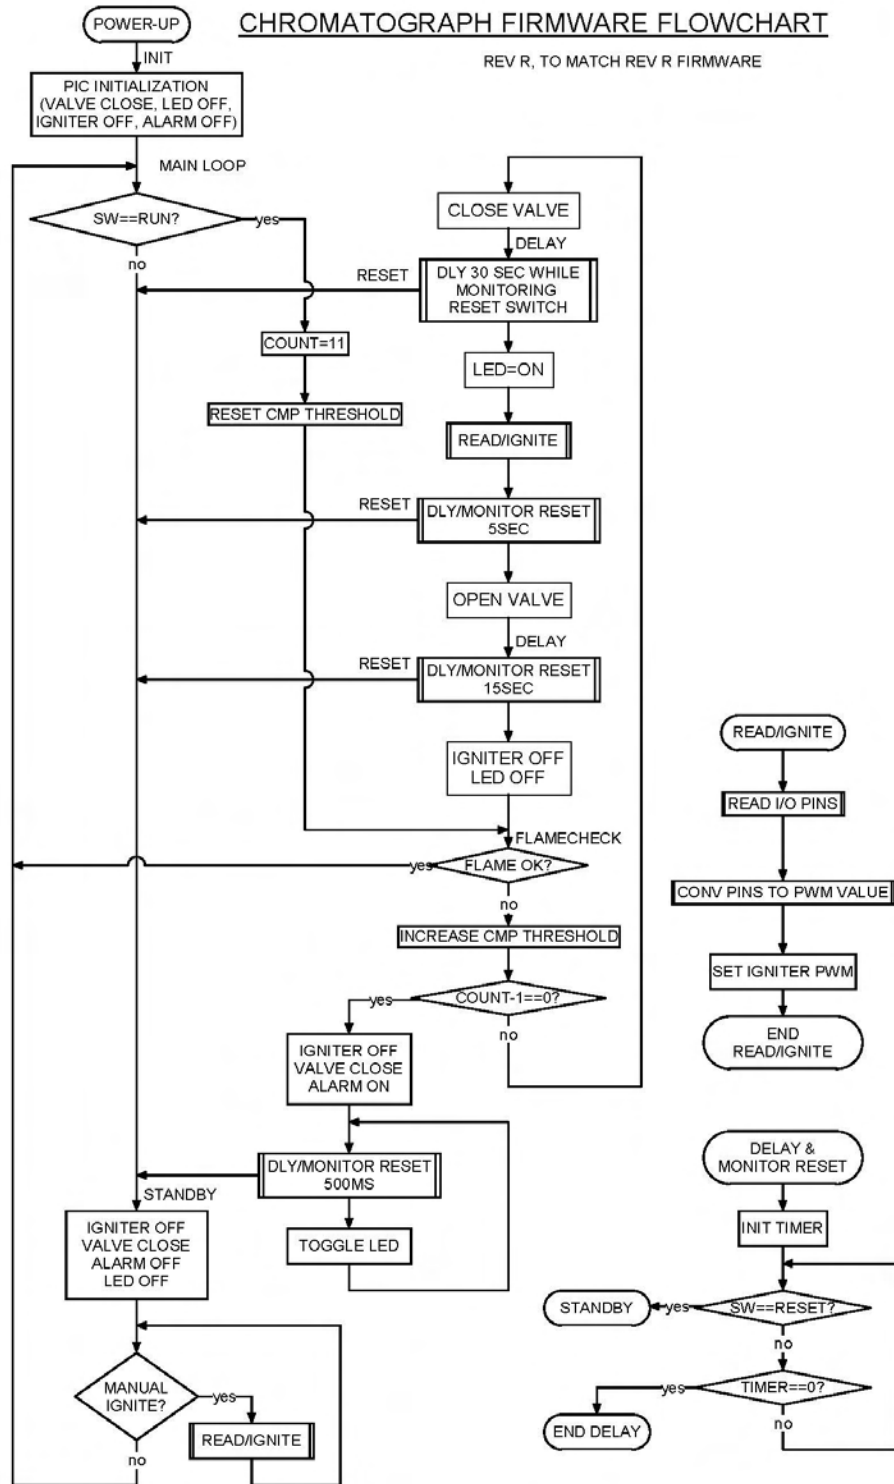 CHROMATOGRAPH FIRMWARE FLOWCHART
REV R, TO MATCH REV R FIRMWARE
POWER-UP
INIT
PIC INITIALIZATION
(VALVE CLOSE, LED OFF,
IGNITER OFF, ALARM OFF)
MAIN LOOP
SW==RUN?
yes
no
COUNT=11
RESET CMP THRESHOLD
CLOSE VALVE
DELAY
RESET
DLY 30 SEC WHILE
MONITORING
RESET SWITCH
LED=ON
READ/IGNITE
RESET
DLY/MONITOR RESET
5SEC
OPEN VALVE
DELAY
RESET
DLY/MONITOR RESET
15SEC
IGNITER OFF
LED OFF
FLAMECHECK
FLAME OK?
yes
no
INCREASE CMP THRESHOLD
COUNT-1==0?
yes
no
IGNITER OFF
VALVE CLOSE
ALARM ON
DLY/MONITOR RESET
500MS
TOGGLE LED
STANDBY
IGNITER OFF
VALVE CLOSE
ALARM OFF
LED OFF
MANUAL
IGNITE?
yes
READ/IGNITE
no
READ/IGNITE
READ I/O PINS
CONV PINS TO PWM VALUE
SET IGNITER PWM
END
READ/IGNITE
DELAY &
MONITOR RESET
INIT TIMER
SW==RESET?
yes
STANDBY
no
TIMER==0?
yes
END DELAY
no